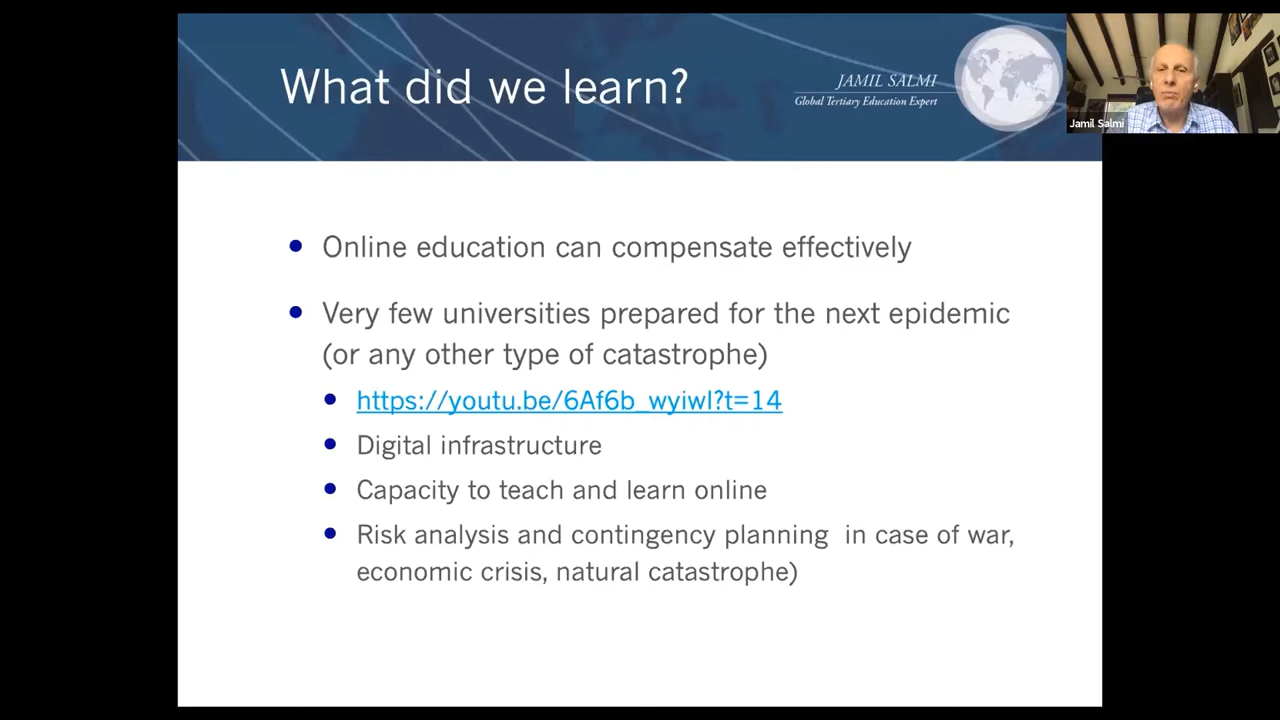 What did we learn?
JAMIL SALMI
Global Tertiary Education Expert
Jamil Salmi
Online education can compensate effectively
Very few universities prepared for the next epidemic
(or any other type of catastrophe)
https://youtu.be/6Af6b_wyiwI?t=14
Digital infrastructure
Capacity to teach and learn online
Risk analysis and contingency planning  in case of war,
economic crisis, natural catastrophe)